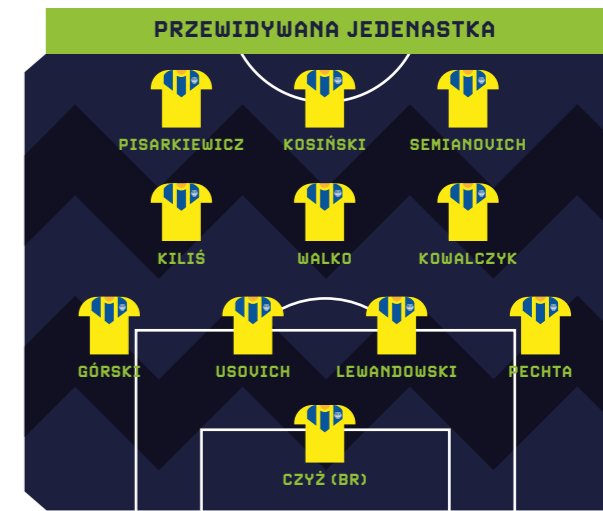 PRZEWIDYWANA JEDENASTKA
PISARKIEWICZ KOSIŃSKI SEMIANOVICH
KILIŚ WALKO KOWALCZYK
GÓRSKI USOVICH LEWANDOWSKI PECHTA
CZYŻ (BR)